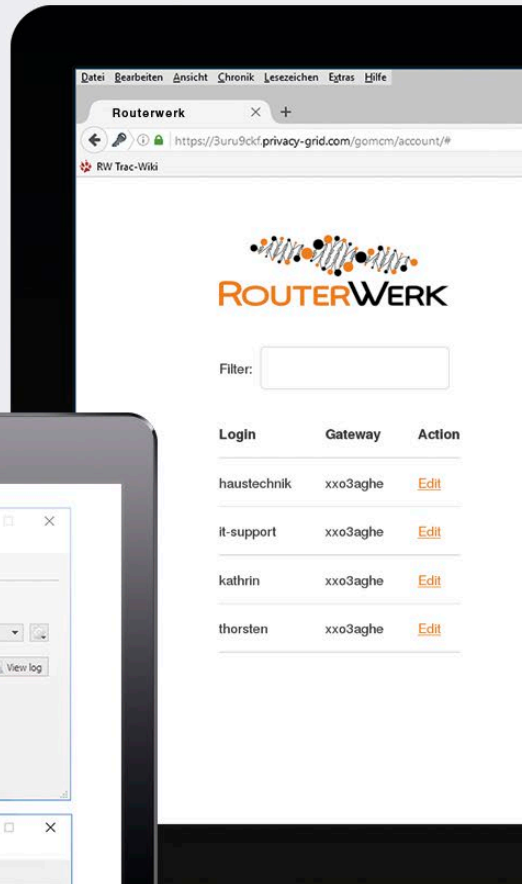 Datei Bearbeiten Ansicht Chronik Lesezeichen Extras Hilfe
Routerwerk
https://3uru9ckf.privacy-grid.com/gomcm/account/#
RW Trac-Wiki
ROUTERWERK
Filter:
Login Gateway Action
haustechnik xxo3aghe Edit
it-support xxo3aghe Edit
kathrin xxo3aghe Edit
thorsten xxo3aghe Edit
View log